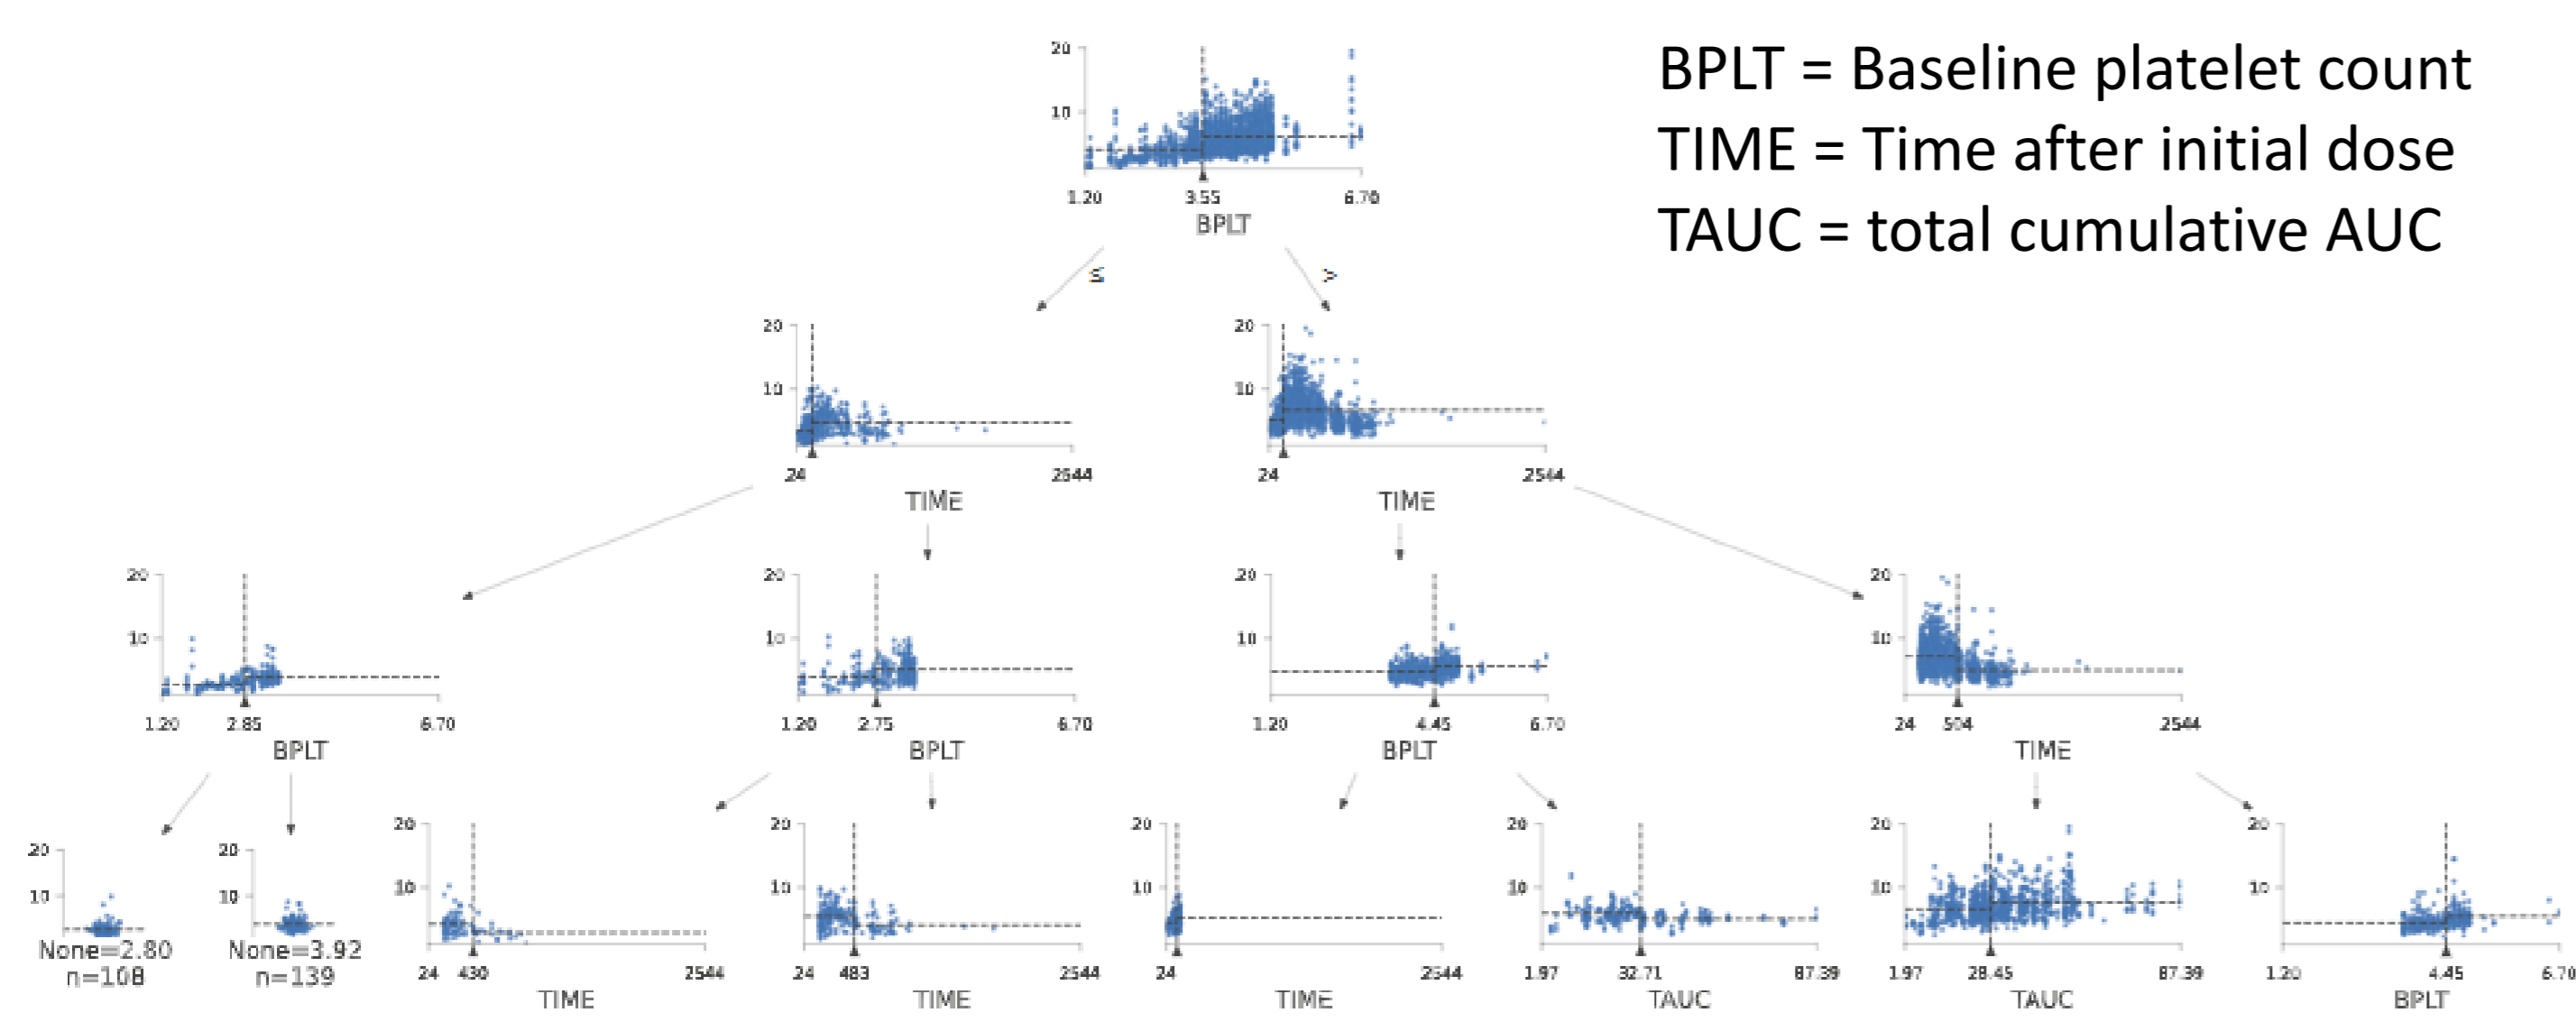 BPLT = Baseline platelet count
TIME = Time after initial dose
TAUC = total cumulative AUC
20
10
1.20 3.55 6.70
BPLT
≤ >
20
10
24 2544
TIME
20
10
24 2544
TIME
20
10
1.20 2.85 6.70
BPLT
20
10
1.20 2.75 6.70
BPLT
20
10
1.20 4.45 6.70
BPLT
20
10
24 504 2544
TIME
20
10
None=2.80
n=108
20
10
None=3.92
n=139
20
10
24 430 2544
TIME
20
10
24 483 2544
TIME
20
10
24 2544
TIME
20
10
1.97 32.71 87.39
TAUC
20
10
1.97 28.45 87.39
TAUC
20
10
1.20 4.45 6.70
BPLT